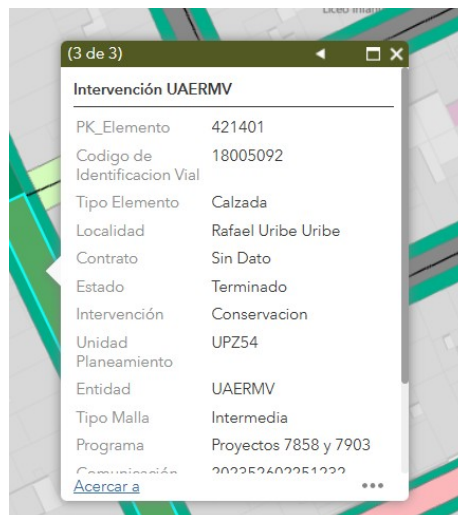 (3 de 3)
Intervención UAERMV
PK_Elemento 421401
Codigo de 18005092
Identificacion Vial
Tipo Elemento Calzada
Localidad Rafael Uribe Uribe
Contrato Sin Dato
Estado Terminado
Intervención Conservacion
Unidad UPZ54
Planeamiento
Entidad UAERMV
Tipo Malla Intermedia
Programa Proyectos 7858 y 7903
Comunicación 202352602251232
Acercar a